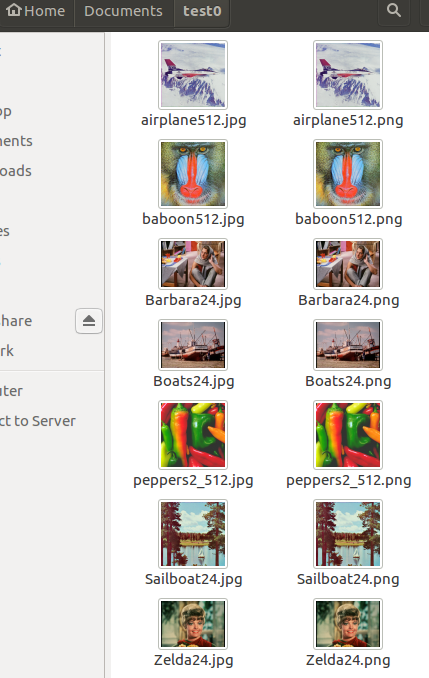 Home Documents test0
airplane512.jpg airplane512.png
op
ments
baboon512.jpg baboon512.png
oads
es
Barbara24.jpg Barbara24.png
hare
rk
Boats24.jpg Boats24.png
uter
ct to Server
peppers2_512.jpg peppers2_512.png
Sailboat24.jpg Sailboat24.png
Zelda24.jpg Zelda24.png